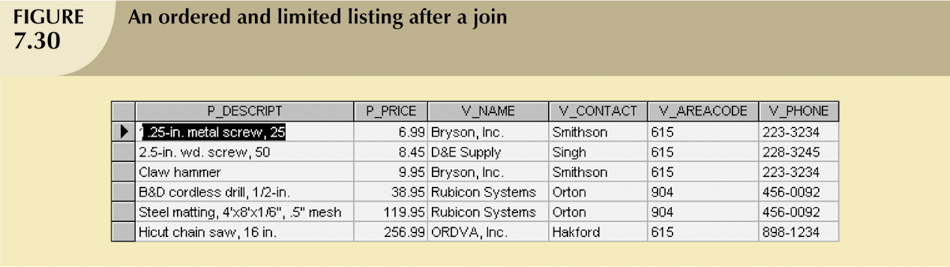 FIGURE 7.30
An ordered and limited listing after a join
P_DESCRIPT P_PRICE V_NAME V_CONTACT V_AREACODE V_PHONE
1.25-in. metal screw, 25 6.99 Bryson, Inc. Smithson 615 223-3234
2.5-in. wd. screw, 50 8.45 D&E Supply Singh 615 228-3245
Claw hammer 9.95 Bryson, Inc. Smithson 615 223-3234
B&D cordless drill, 1/2-in. 38.95 Rubicon Systems Orton 904 456-0092
Steel matting, 4'x8'x1/6", .5" mesh 119.95 Rubicon Systems Orton 904 456-0092
Hicut chain saw, 16 in. 256.99 ORDVA, Inc. Hakford 615 898-1234